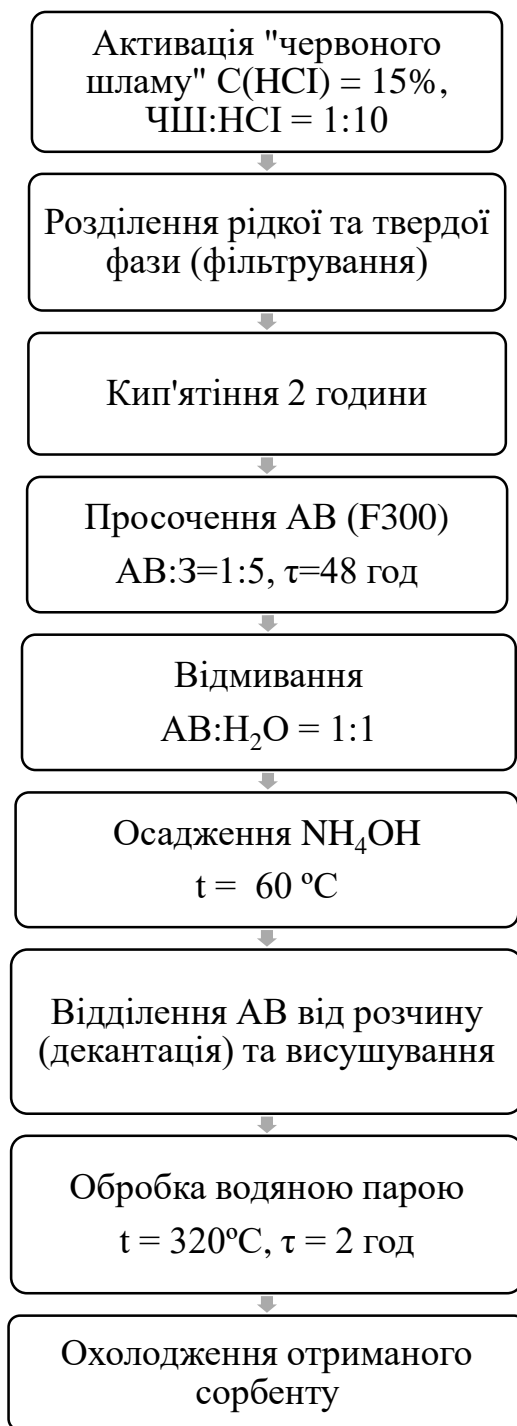 Активація "червоного
шламу" С(HCl) = 15%,
ЧШ:HCl = 1:10
Розділення рідкої та твердої
фази (фільтрування)
Кип'ятіння 2 години
Просочення АВ (F300)
АВ:З=1:5, τ=48 год
Відмивання
АВ:H₂O = 1:1
Осадження NH₄OH
t = 60 ºC
Відділення АВ від розчину
(декантація) та висушування
Обробка водяною парою
t = 320ºC, τ = 2 год
Охолодження отриманого
сорбенту